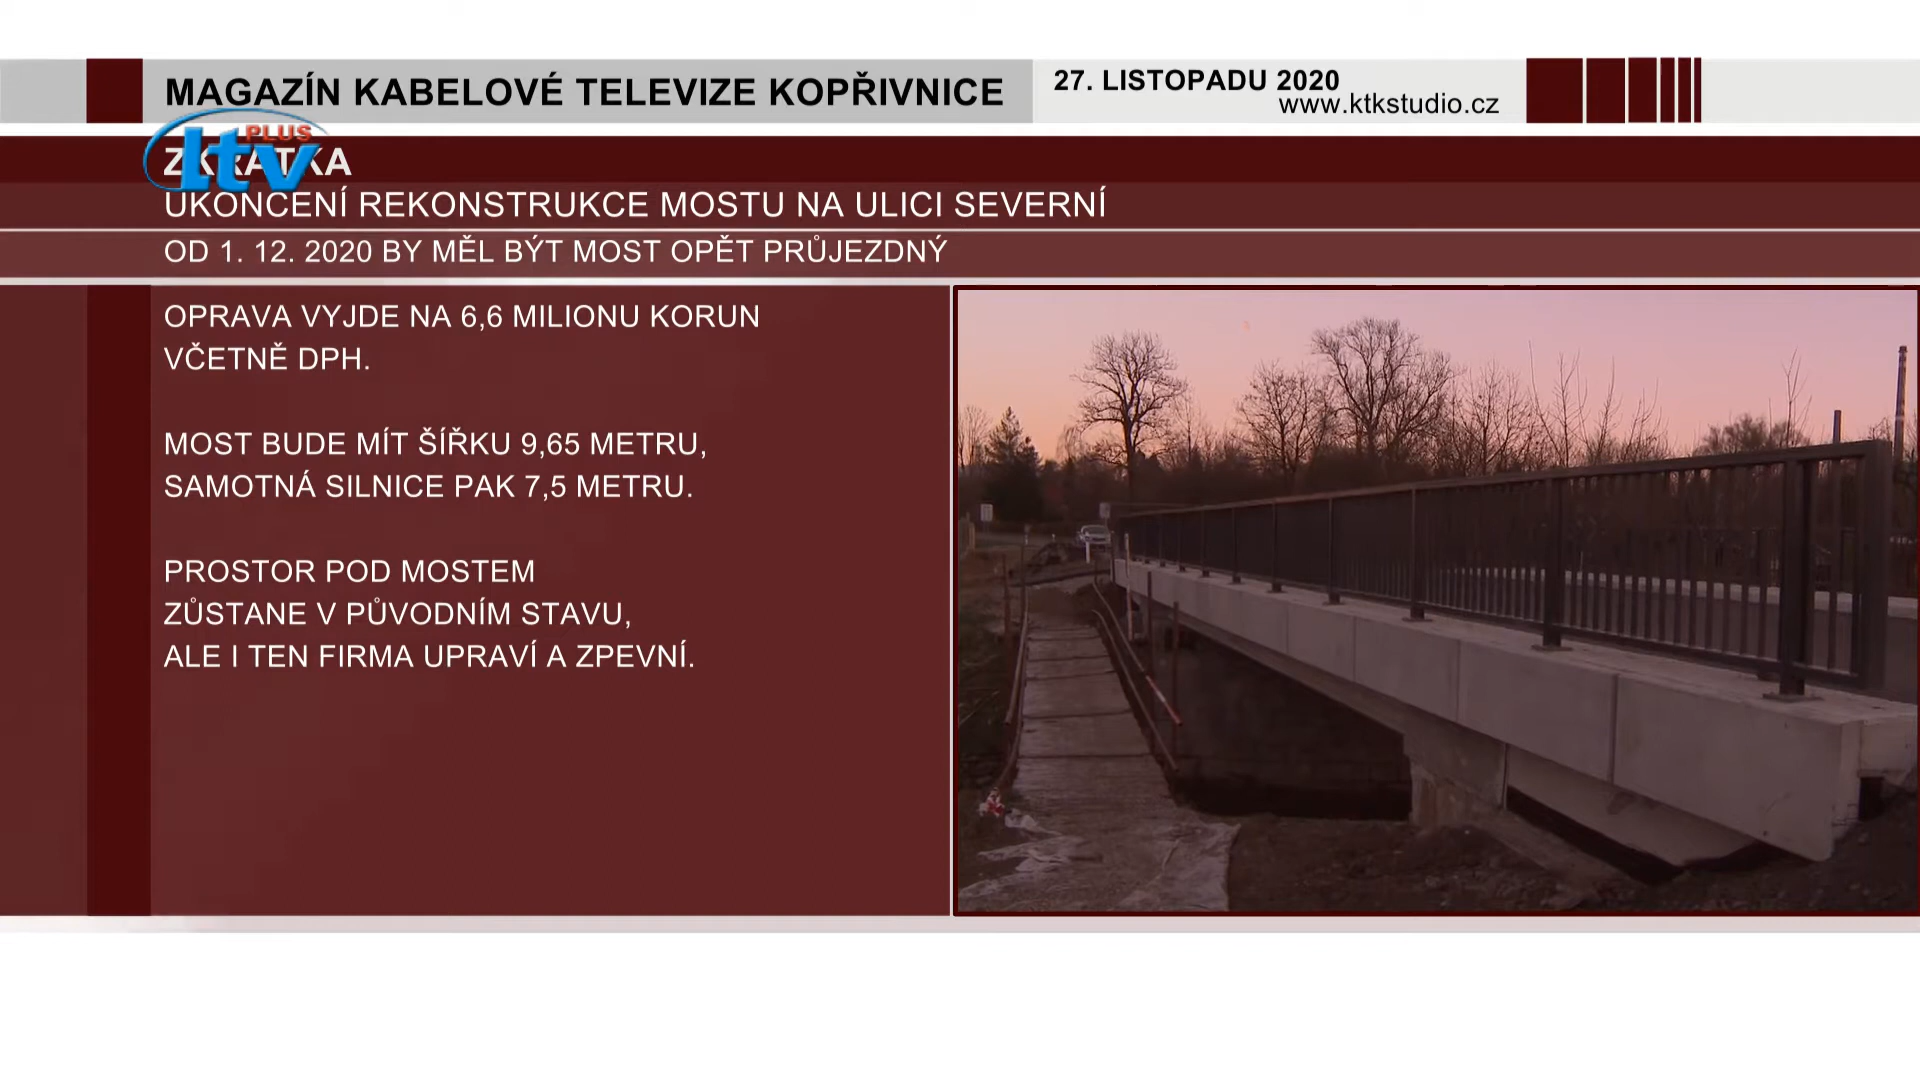 MAGAZÍN KABELOVÉ TELEVIZE KOPŘIVNICE
27. LISTOPADU 2020
www.ktkstudio.cz
ltv PLUS
ZKRÁTKA
UKONČENÍ REKONSTRUKCE MOSTU NA ULICI SEVERNÍ
OD 1. 12. 2020 BY MĚL BÝT MOST OPĚT PRŮJEZDNÝ
OPRAVA VYJDE NA 6,6 MILIONU KORUN
VČETNĚ DPH.
MOST BUDE MÍT ŠÍŘKU 9,65 METRU,
SAMOTNÁ SILNICE PAK 7,5 METRU.
PROSTOR POD MOSTEM
ZŮSTANE V PŮVODNÍM STAVU,
ALE I TEN FIRMA UPRAVÍ A ZPEVNÍ.